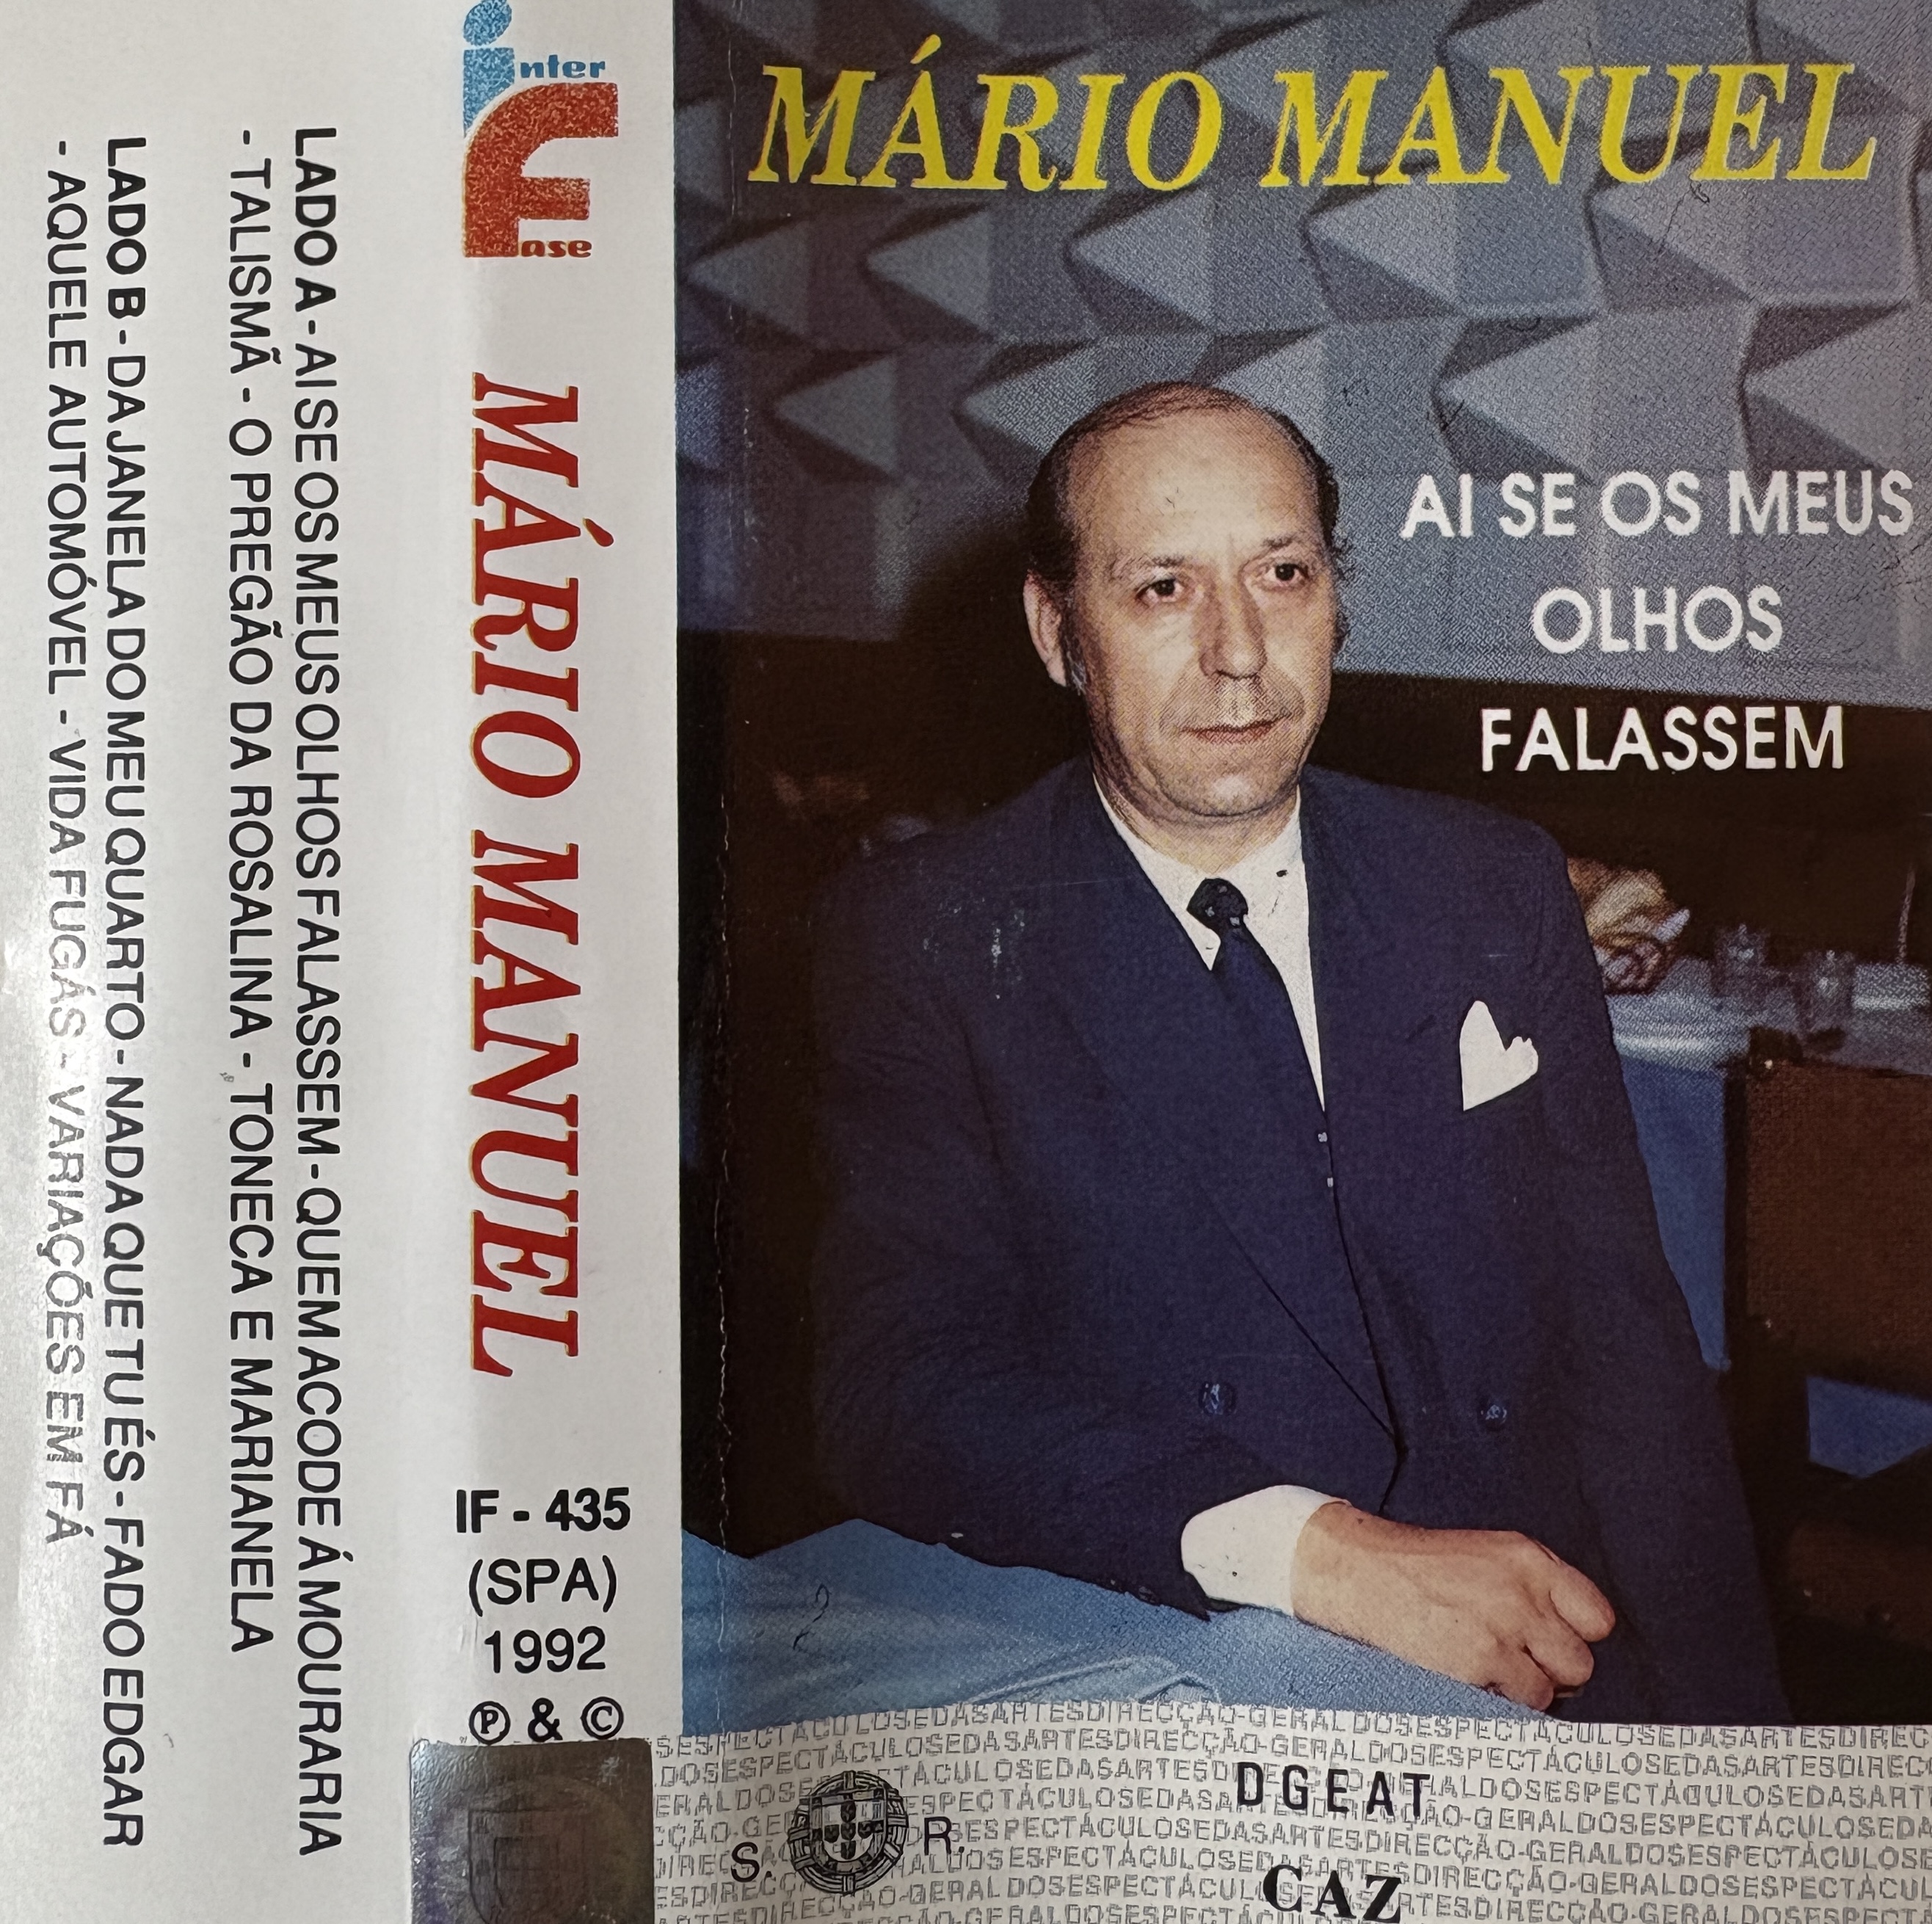 MÁRIO MANUEL
AI SE OS MEUS
OLHOS
FALASSEM
inter
fase
MÁRIO MANUEL
IF - 435
(SPA)
1992
Ⓟ & ©
LADO A - AI SE OS MEUS OLHOS FALASSEM - QUEM ACODE Á MOURARIA
- TALISMÃ - O PREGÃO DA ROSALINA - TONECA E MARIANELA
LADO B - DA JANELA DO MEU QUARTO - NADA QUE TU ÉS - FADO EDGAR
- AQUELE AUTOMÓVEL - VIDA FUGÁS - VARIAÇÕES EM FÁ
DGEAT
S. R.
CAZ